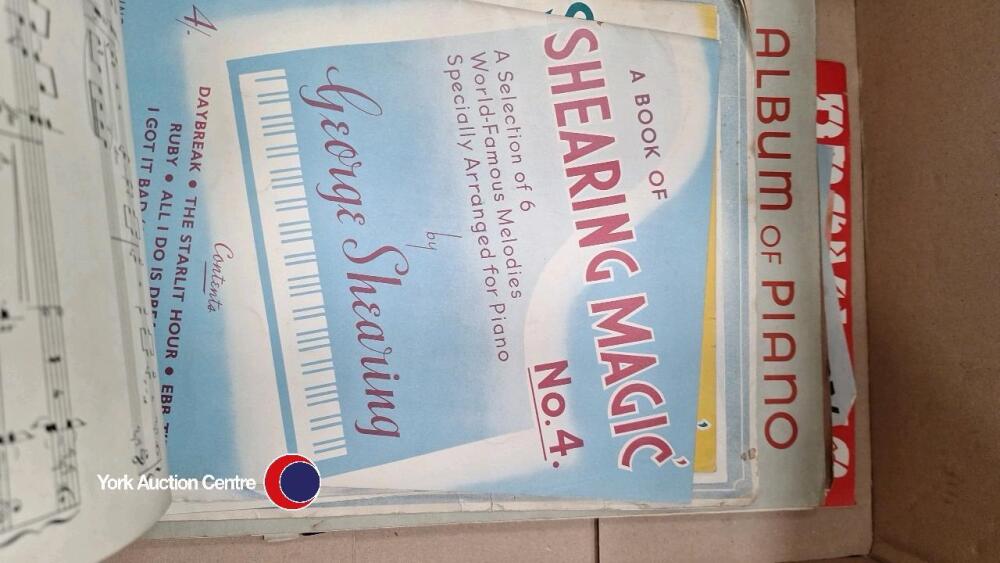 A BOOK OF
'SHEARING MAGIC'
NO. 4.
A Selection of 6
World-Famous Melodies
Specially Arranged for Piano
by
George Shearing
Contents
DAYBREAK • THE STARLIT HOUR • EBB
RUBY • ALL I DO IS
I GOT IT BAD
4/.
ALBUM OF PIANO
York Auction Centre